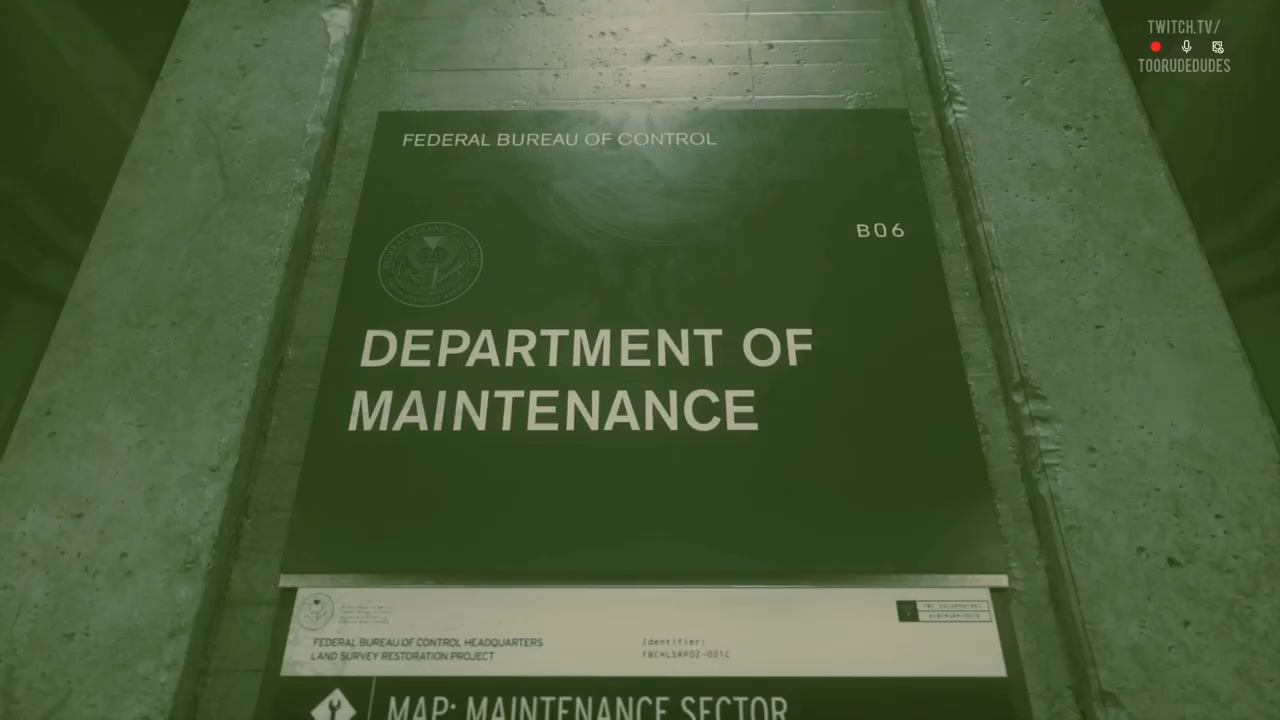 TWITCH.TV/
TOORUDEDUDES
FEDERAL BUREAU OF CONTROL
B06
DEPARTMENT OF
MAINTENANCE
FEDERAL BUREAU OF CONTROL HEADQUARTERS
LAND SURVEY RESTORATION PROJECT
Identifier:
MAP: MAINTENANCE SECTOR